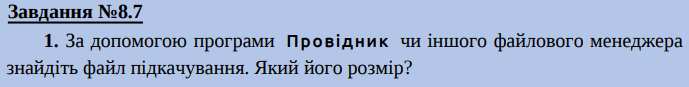 Завдання №8.7
1. За допомогою програми Провідник чи іншого файлового менеджера
знайдіть файл підкачування. Який його розмір?